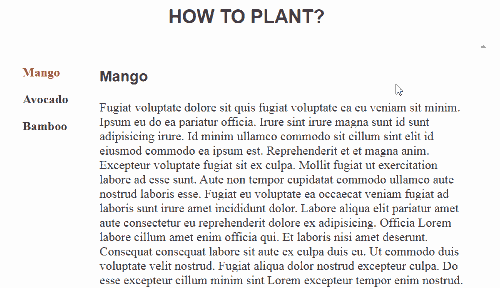 HOW TO PLANT?
Mango
Avocado
Bamboo
Mango
Fugiat voluptate dolore sit quis fugiat voluptate ea eu veniam sit minim.
Ipsum eu do ea pariatur officia. Irure sint irure magna sunt id sunt
adipisicing irure. Id minim ullamco commodo sit cillum sint elit id
eiusmod commodo ea ipsum est. Reprehenderit et et magna anim.
Excepteur voluptate fugiat sit ex culpa. Mollit fugiat ut exercitation
labore ad esse sunt. Aute non tempor cupidatat commodo ullamco aute
nostrud laboris esse. Fugiat eu voluptate ea occaecat veniam fugiat ad
laboris sunt irure amet incididunt dolor. Labore aliqua elit pariatur amet
aute consectetur eu reprehenderit dolore ex adipisicing. Officia Lorem
labore cillum amet enim officia qui. Et laboris nisi amet deserunt.
Consequat consequat labore sit aute ex culpa duis eu. Ut commodo duis
voluptate velit nostrud. Fugiat aliqua dolor nostrud excepteur culpa. Do
esse excepteur cillum minim sint Lorem excepteur tempor enim nostrud.